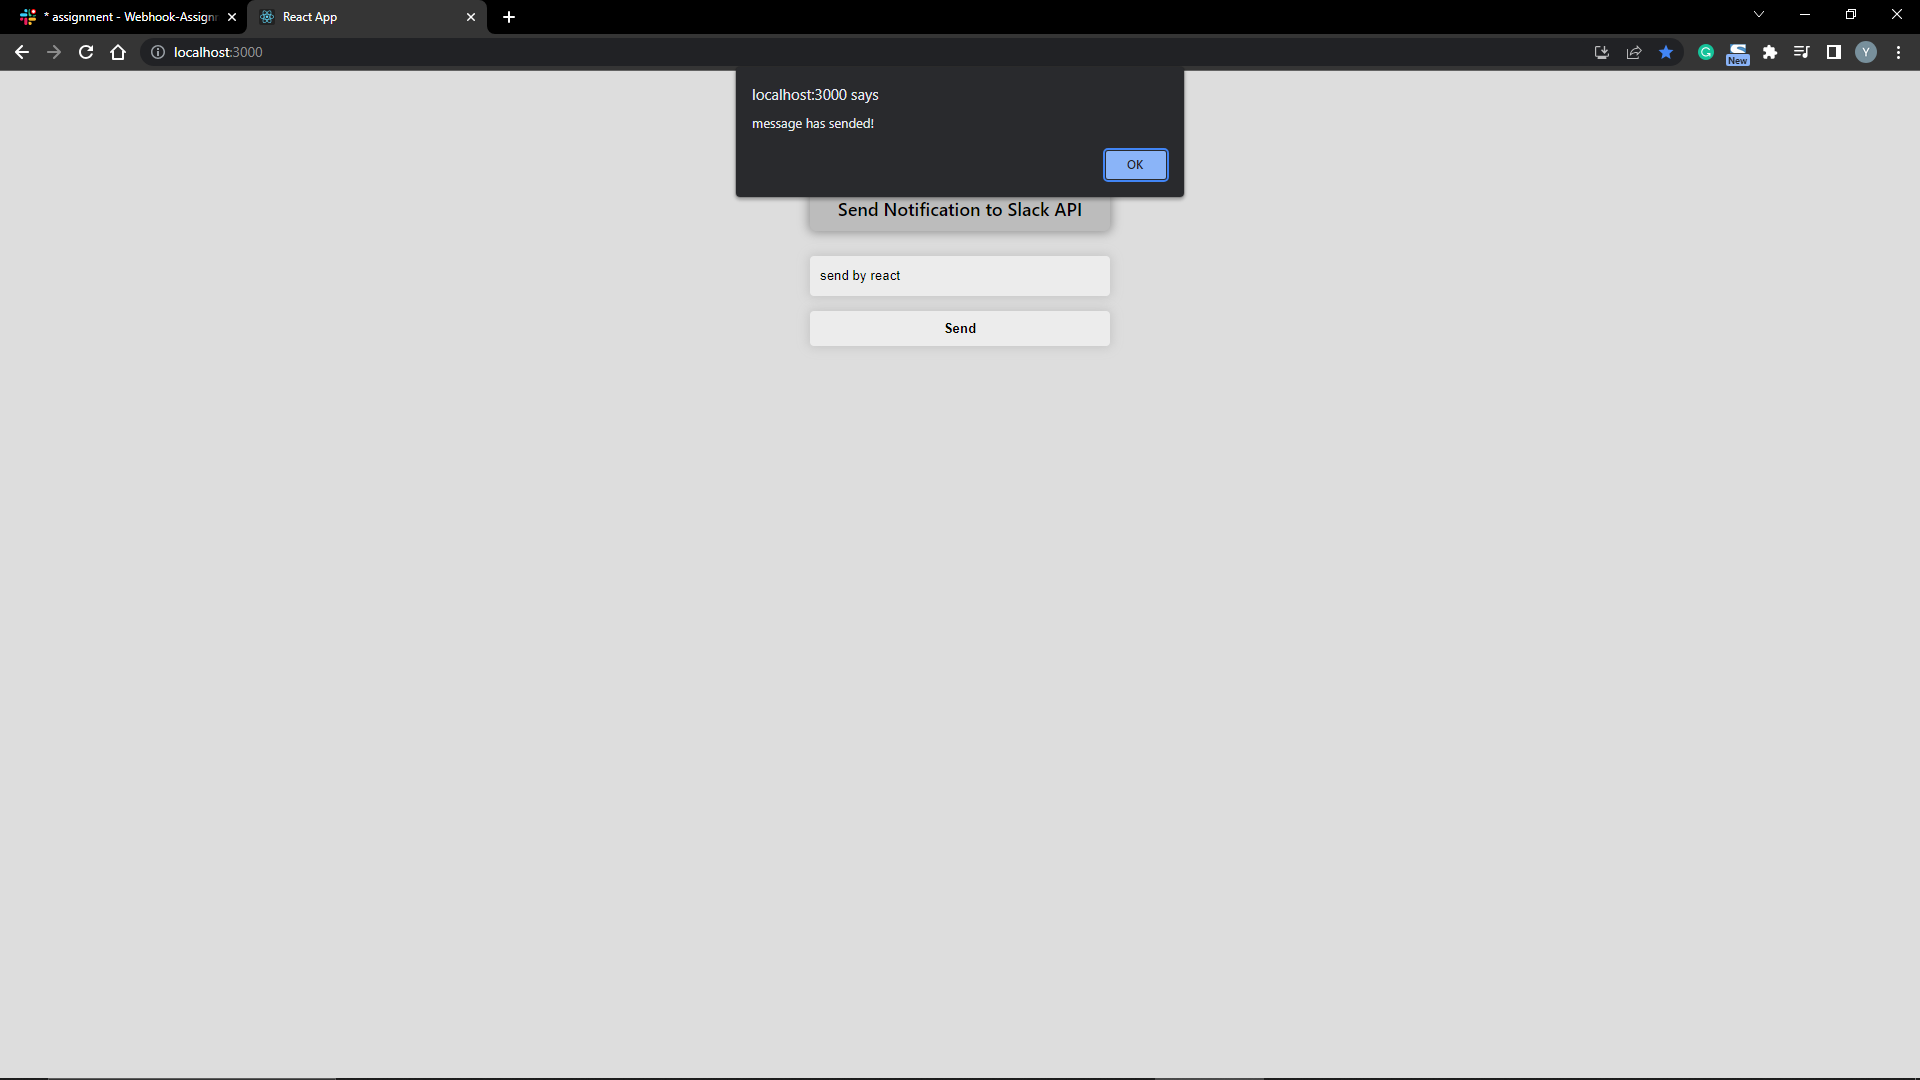 * assignment - Webhook-Assignr
React App
localhost:3000
New
Y
localhost:3000 says
message has sended!
OK
Send Notification to Slack API
send by react
Send